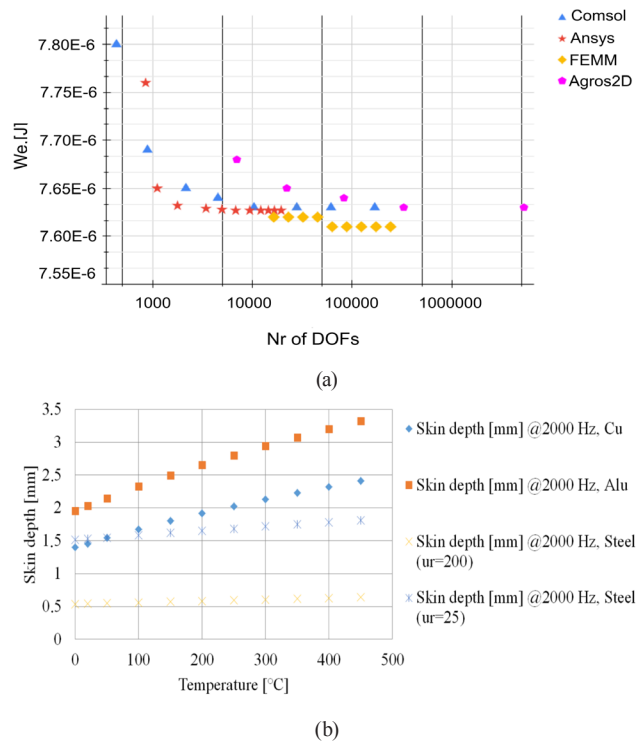 7.80E-6
7.75E-6
7.70E-6
7.65E-6
7.60E-6
7.55E-6
We.[J]
1000
10000
100000
1000000
Nr of DOFs
Comsol
Ansys
FEMM
Agros2D
(a)
3.5
3
2.5
2
1.5
1
0.5
0
Skin depth [mm]
0
100
200
300
400
500
Temperature [°C]
Skin depth [mm] @2000 Hz, Cu
Skin depth [mm] @2000 Hz, Alu
Skin depth [mm] @2000 Hz, Steel
(ur=200)
Skin depth [mm] @2000 Hz, Steel
(ur=25)
(b)